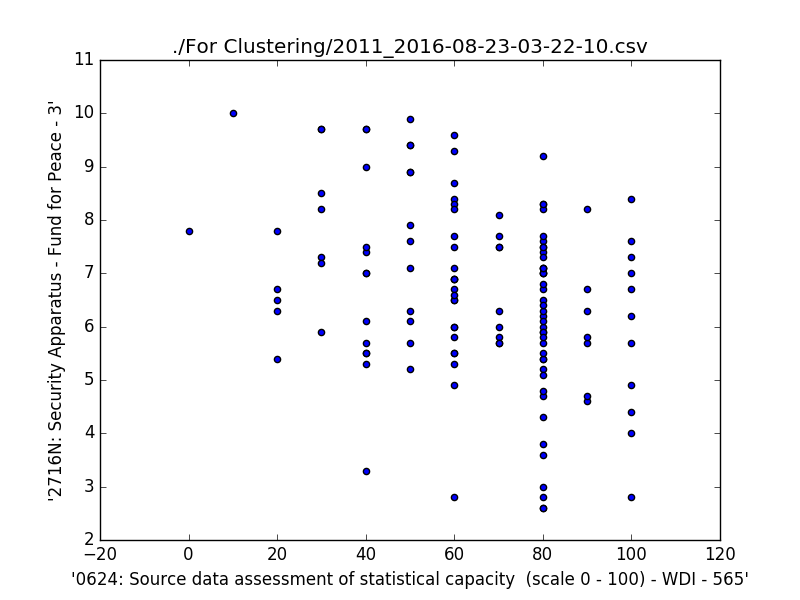 ./For Clustering/2011_2016-08-23-03-22-10.csv
'2716N: Security Apparatus - Fund for Peace - 3'
11
10
9
8
7
6
5
4
3
2
−20 0 20 40 60 80 100 120
'0624: Source data assessment of statistical capacity  (scale 0 - 100) - WDI - 565'